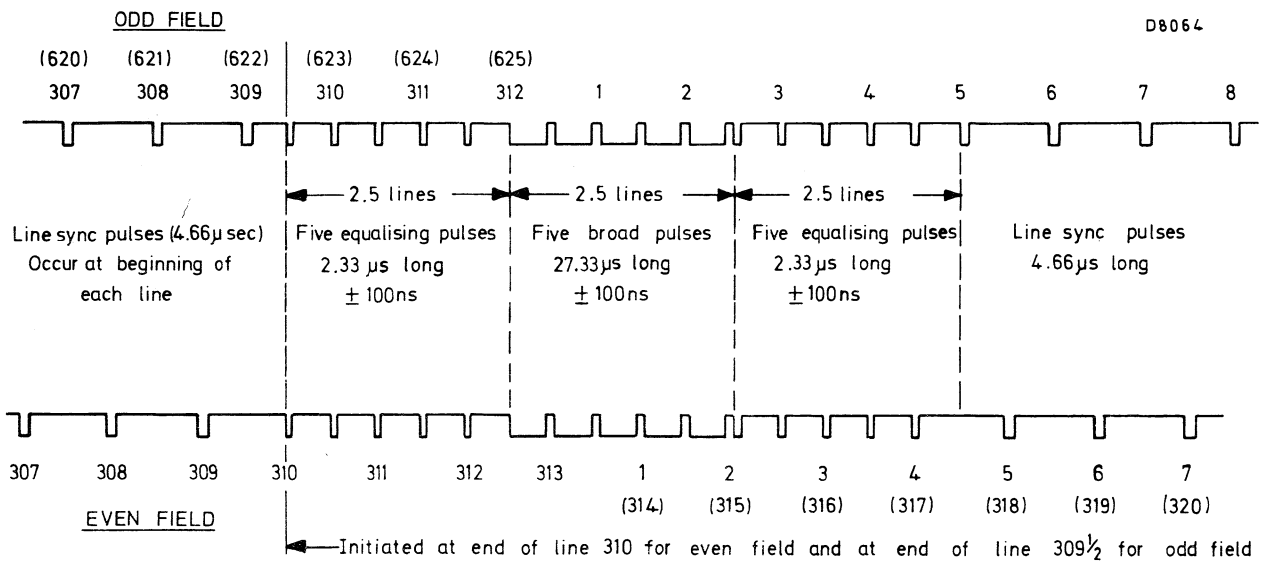 ODD FIELD
D8064
(620) (621) (622) (623) (624) (625)
307 308 309 310 311 312 1 2 3 4 5 6 7 8
2.5 lines 2.5 lines 2.5 lines
Line sync pulses (4.66µsec)
Occur at beginning of
each line
Five equalising pulses
2.33 µs long
± 100ns
Five broad pulses
27.33µs long
± 100ns
Five equalising pulses
2.33 µs long
± 100ns
Line sync pulses
4.66µs long
307 308 309 310 311 312 313 1 2 3 4 5 6 7
(314) (315) (316) (317) (318) (319) (320)
EVEN FIELD
Initiated at end of line 310 for even field and at end of line 309½ for odd field